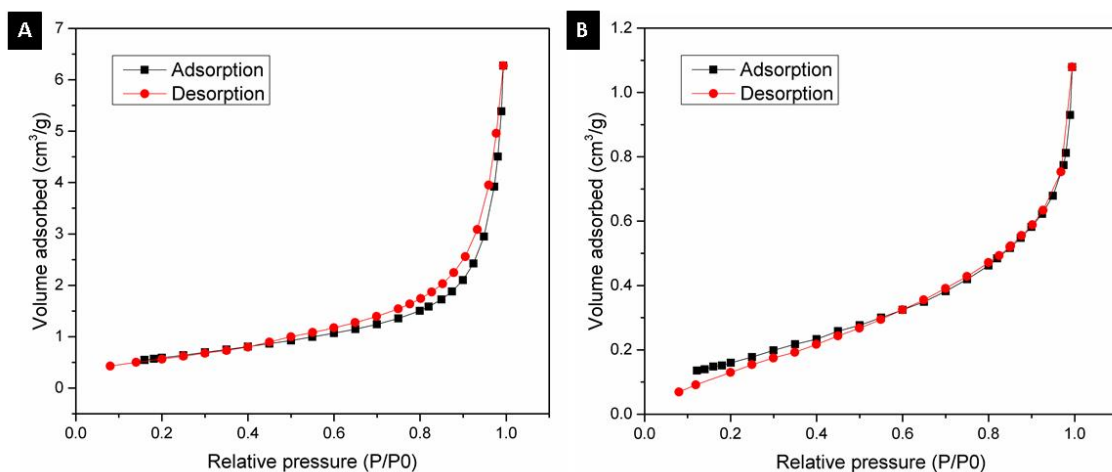 A
Adsorption
Desorption
Volume adsorbed (cm³/g)
7
6
5
4
3
2
1
0
0.0 0.2 0.4 0.6 0.8 1.0
Relative pressure (P/P0)
B
Adsorption
Desorption
Volume adsorbed (cm³/g)
1.2
1.0
0.8
0.6
0.4
0.2
0.0
0.0 0.2 0.4 0.6 0.8 1.0
Relative pressure (P/P0)